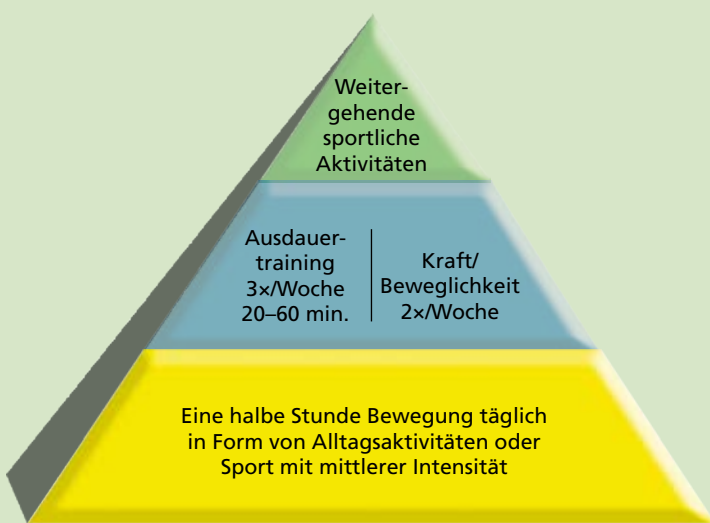 Weiter-
gehende
sportliche
Aktivitäten
Ausdauer-
training
3×/Woche
20–60 min.
Kraft/
Beweglichkeit
2×/Woche
Eine halbe Stunde Bewegung täglich
in Form von Alltagsaktivitäten oder
Sport mit mittlerer Intensität